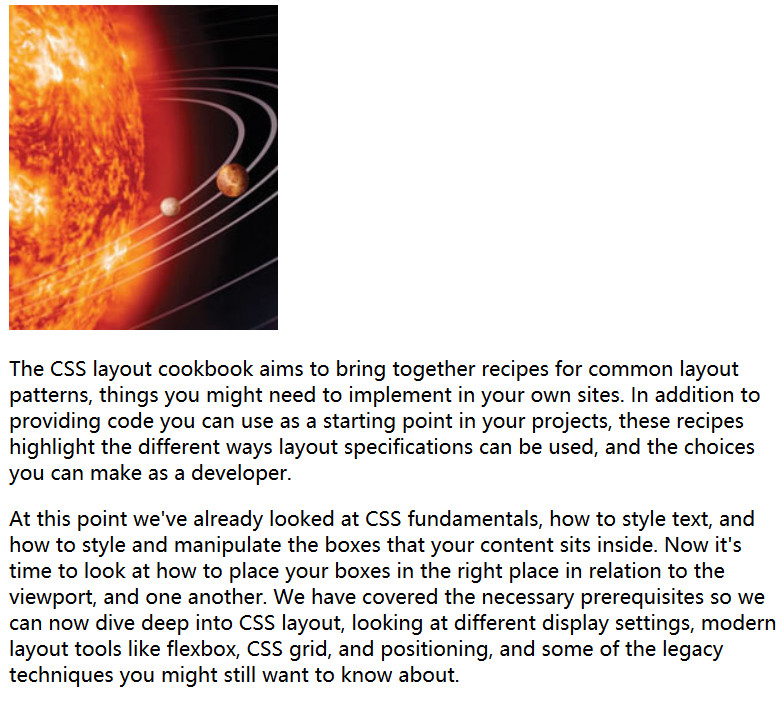 The CSS layout cookbook aims to bring together recipes for common layout
patterns, things you might need to implement in your own sites. In addition to
providing code you can use as a starting point in your projects, these recipes
highlight the different ways layout specifications can be used, and the choices
you can make as a developer.
At this point we've already looked at CSS fundamentals, how to style text, and
how to style and manipulate the boxes that your content sits inside. Now it's
time to look at how to place your boxes in the right place in relation to the
viewport, and one another. We have covered the necessary prerequisites so we
can now dive deep into CSS layout, looking at different display settings, modern
layout tools like flexbox, CSS grid, and positioning, and some of the legacy
techniques you might still want to know about.